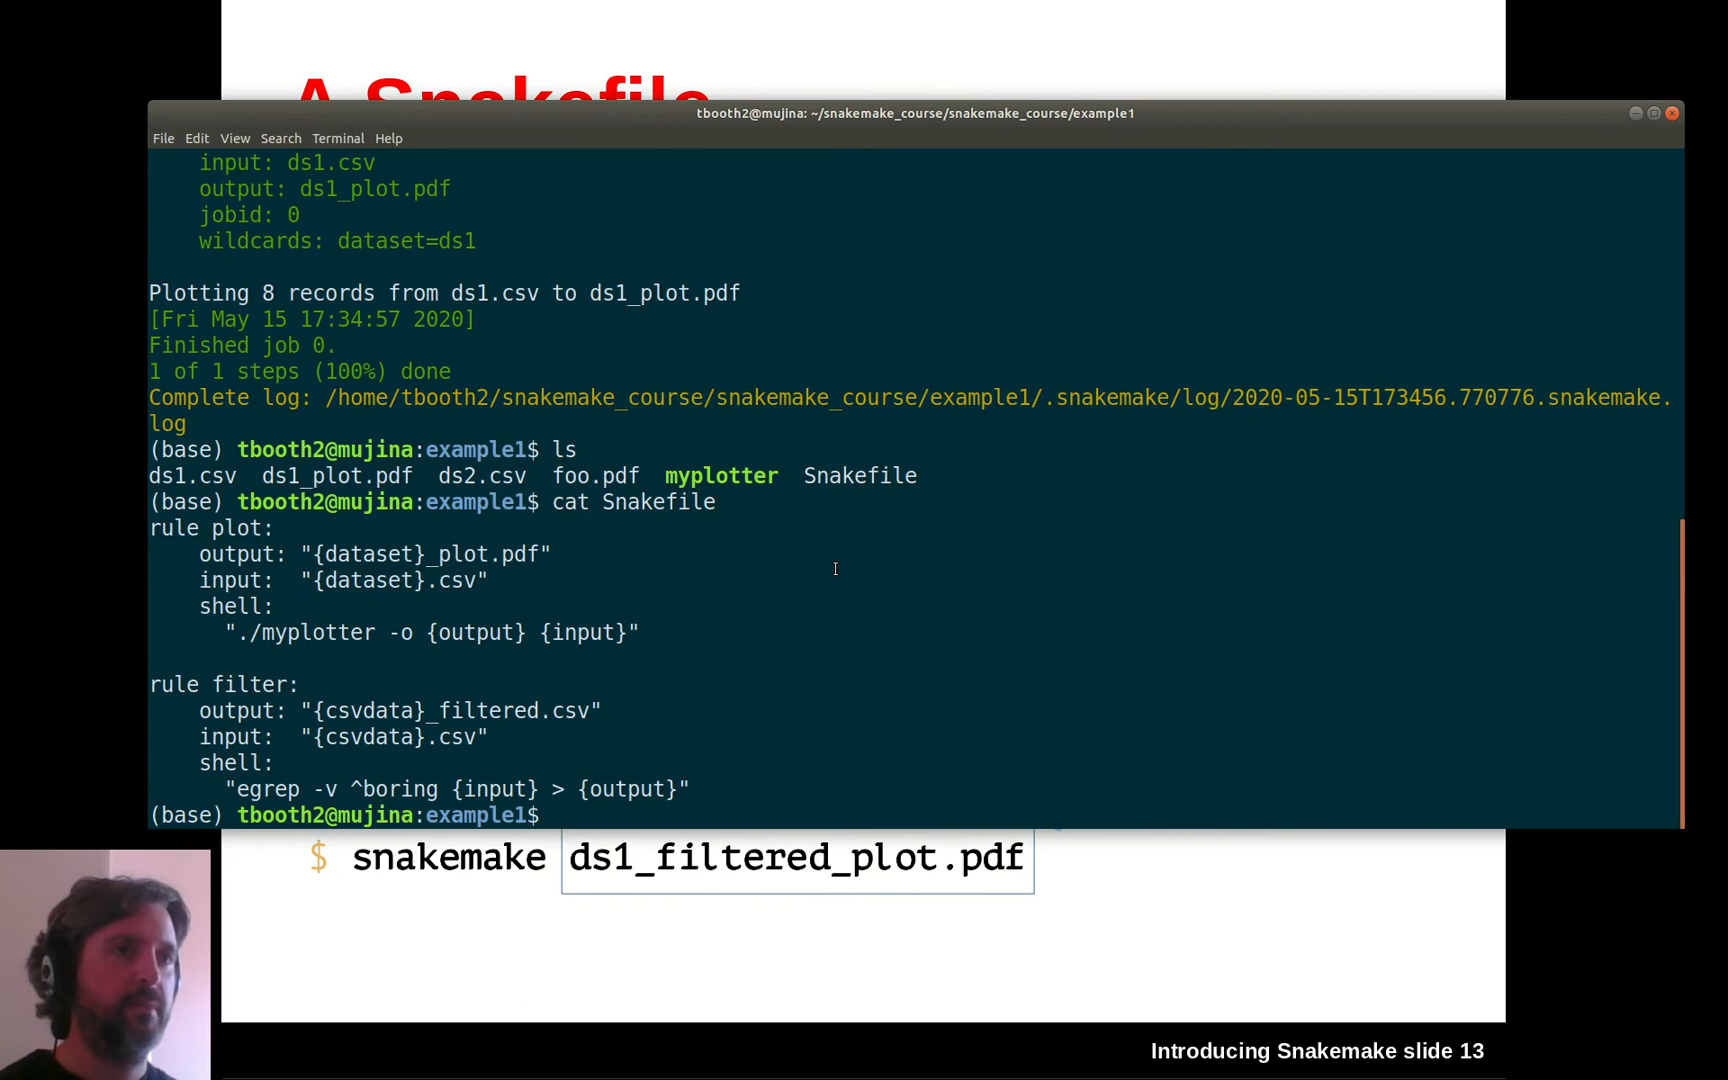 A Snakefile
tbooth2@mujina: ~/snakemake_course/snakemake_course/example1
File Edit View Search Terminal Help
input: ds1.csv
output: ds1_plot.pdf
jobid: 0
wildcards: dataset=ds1
Plotting 8 records from ds1.csv to ds1_plot.pdf
[Fri May 15 17:34:57 2020]
Finished job 0.
1 of 1 steps (100%) done
Complete log: /home/tbooth2/snakemake_course/snakemake_course/example1/.snakemake/log/2020-05-15T173456.770776.snakemake.
log
(base) tbooth2@mujina:example1$ ls
ds1.csv ds1_plot.pdf ds2.csv foo.pdf myplotter Snakefile
(base) tbooth2@mujina:example1$ cat Snakefile
rule plot:
output: "{dataset}_plot.pdf"
input: "{dataset}.csv"
shell:
"./myplotter -o {output} {input}"
rule filter:
output: "{csvdata}_filtered.csv"
input: "{csvdata}.csv"
shell:
"egrep -v ^boring {input} > {output}"
(base) tbooth2@mujina:example1$
$ snakemake ds1_filtered_plot.pdf
Introducing Snakemake slide 13